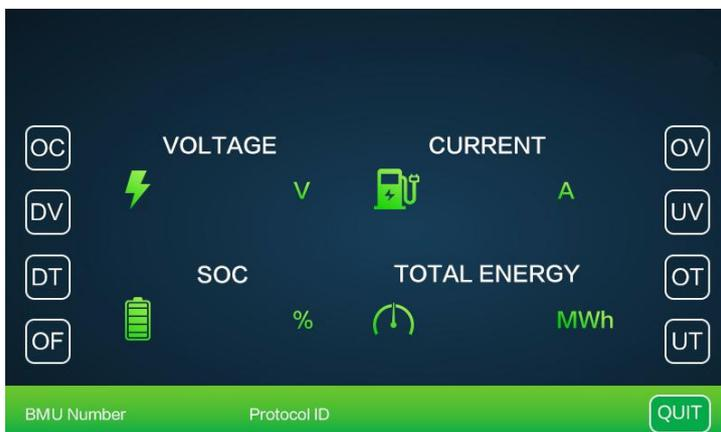 OC VOLTAGE CURRENT OV
V A
DV UV
DT SOC TOTAL ENERGY OT
% MWh
OF UT
BMU Number Protocol ID QUIT